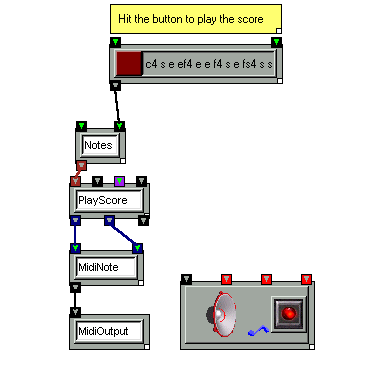 Hit the button to play the score
c4 s e ef4 e e f4 s e fs4 s s
Notes
PlayScore
MidiNote
MidiOutput